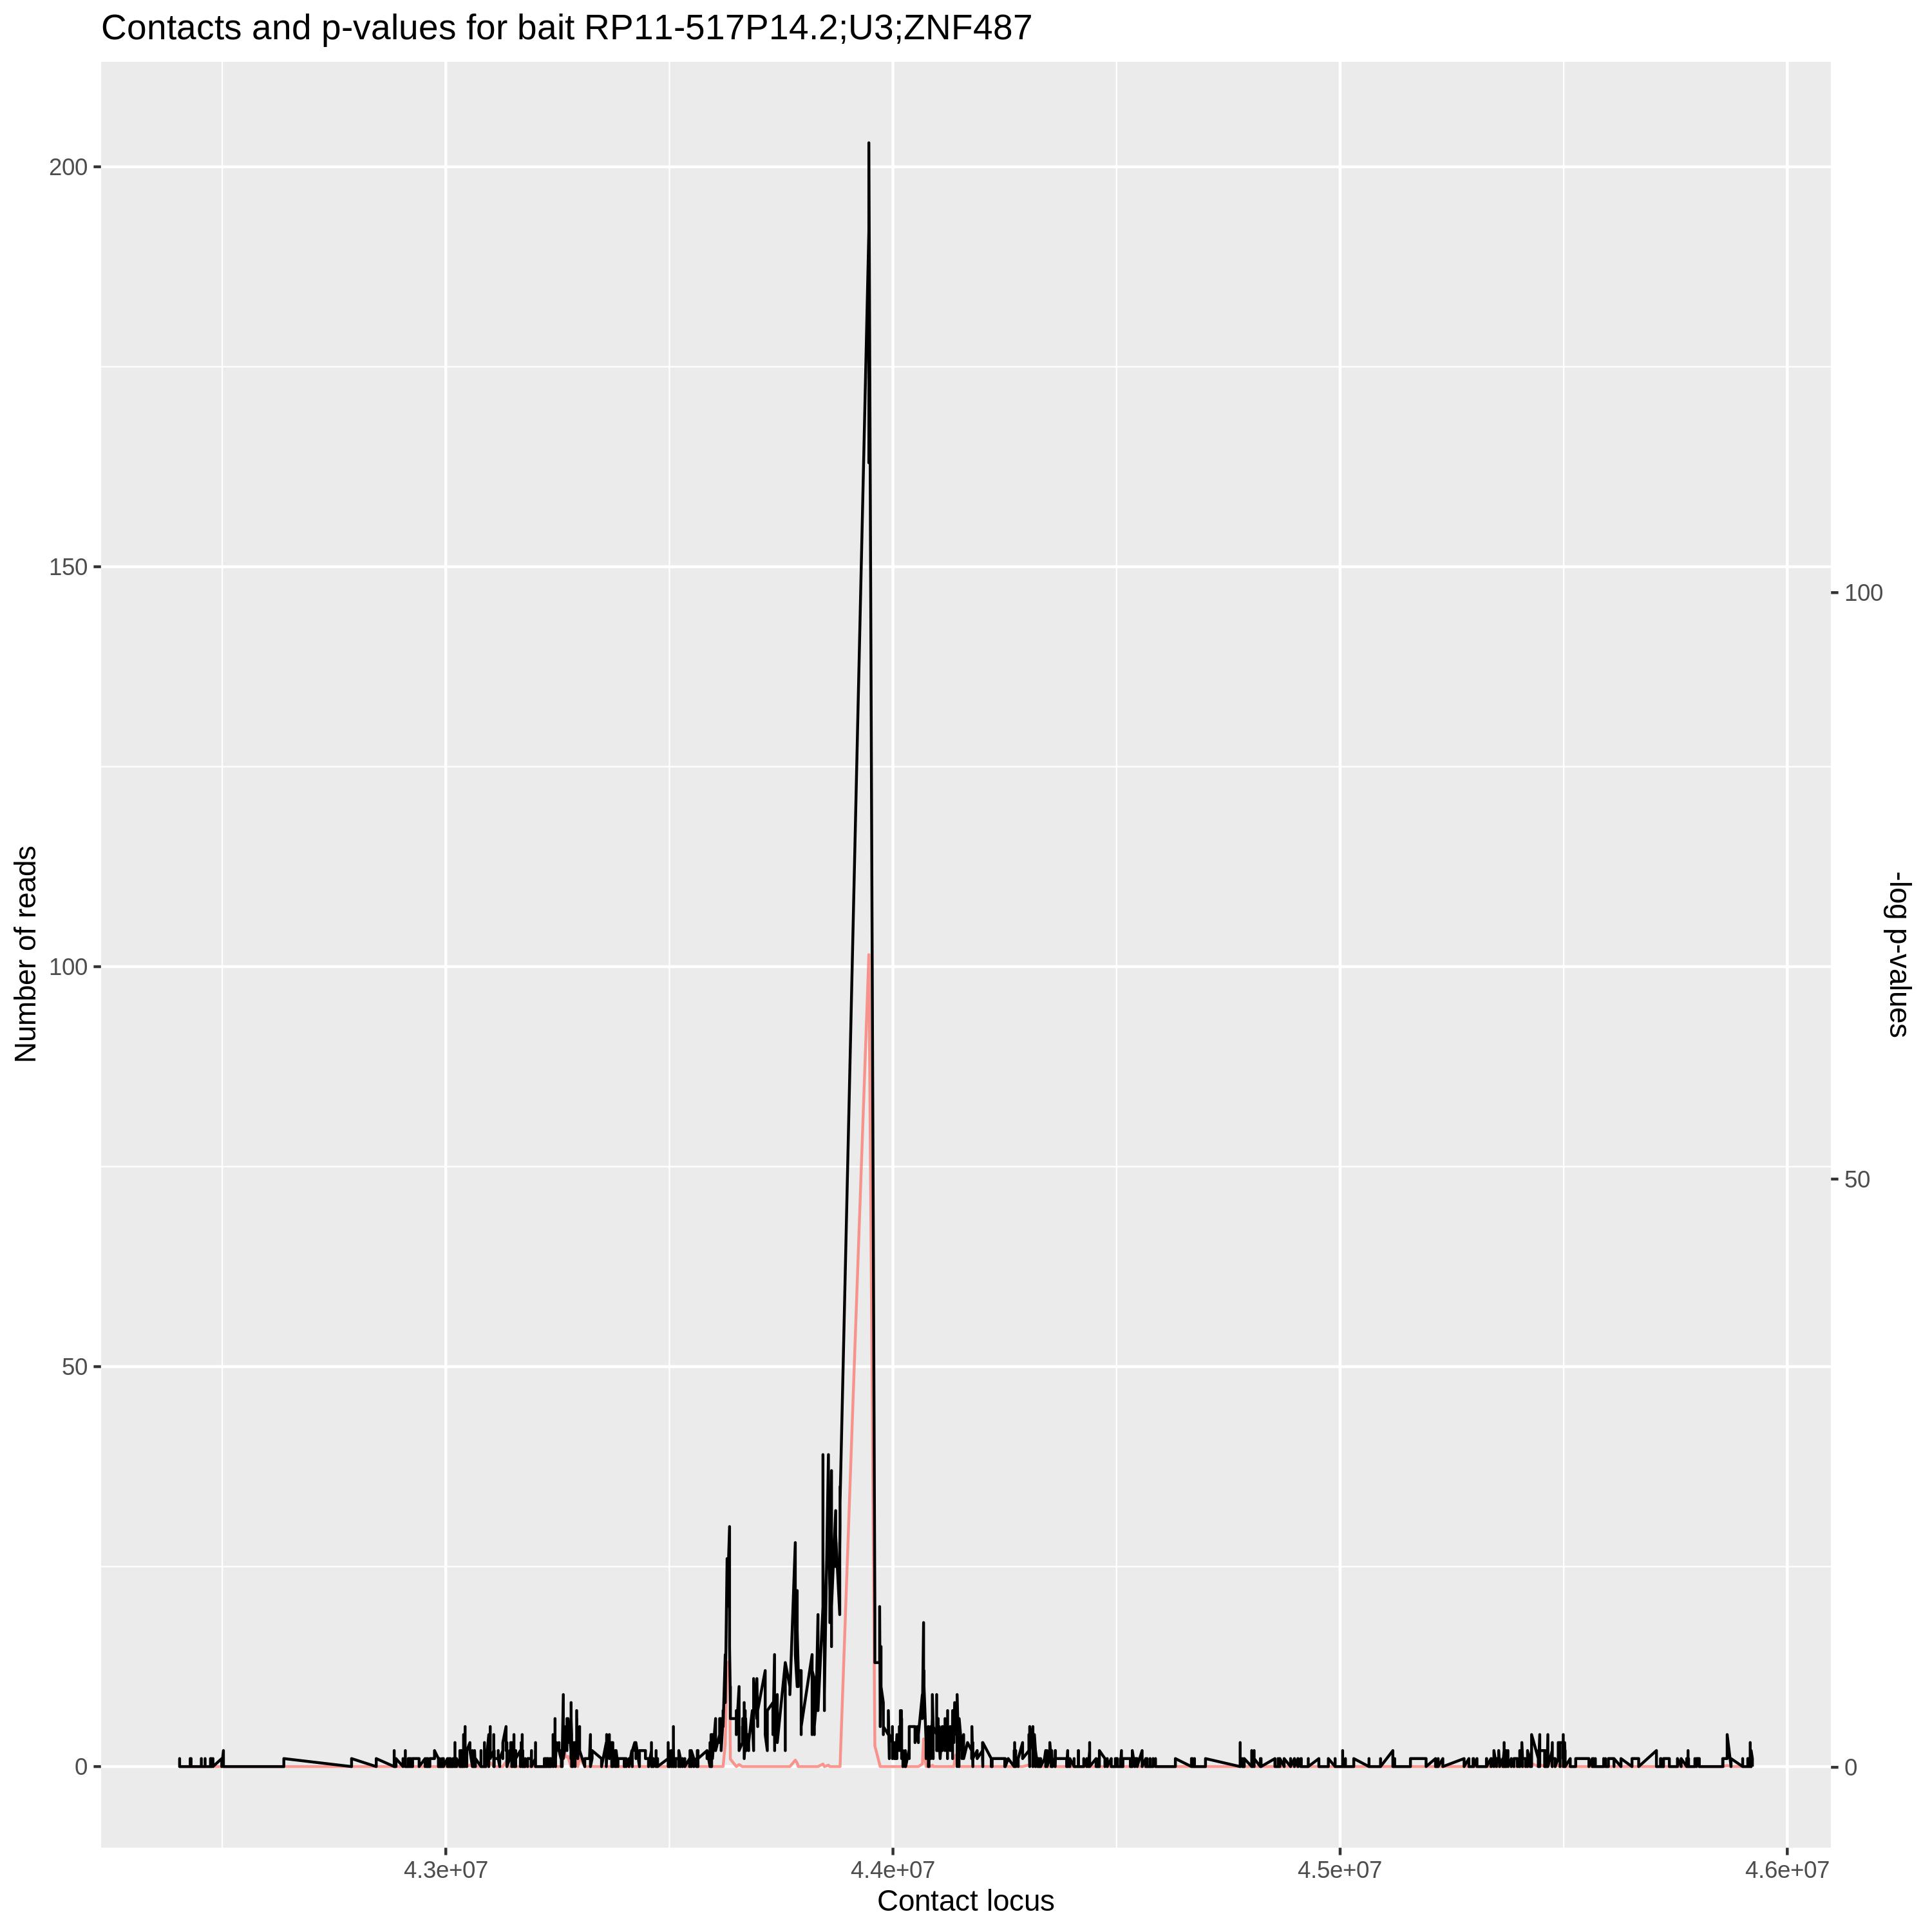 Contacts and p-values for bait RP11-517P14.2;U3;ZNF487
200
150
100
50
0
Number of reads
100
50
0
-log p-values
4.3e+07 4.4e+07 4.5e+07 4.6e+07
Contact locus